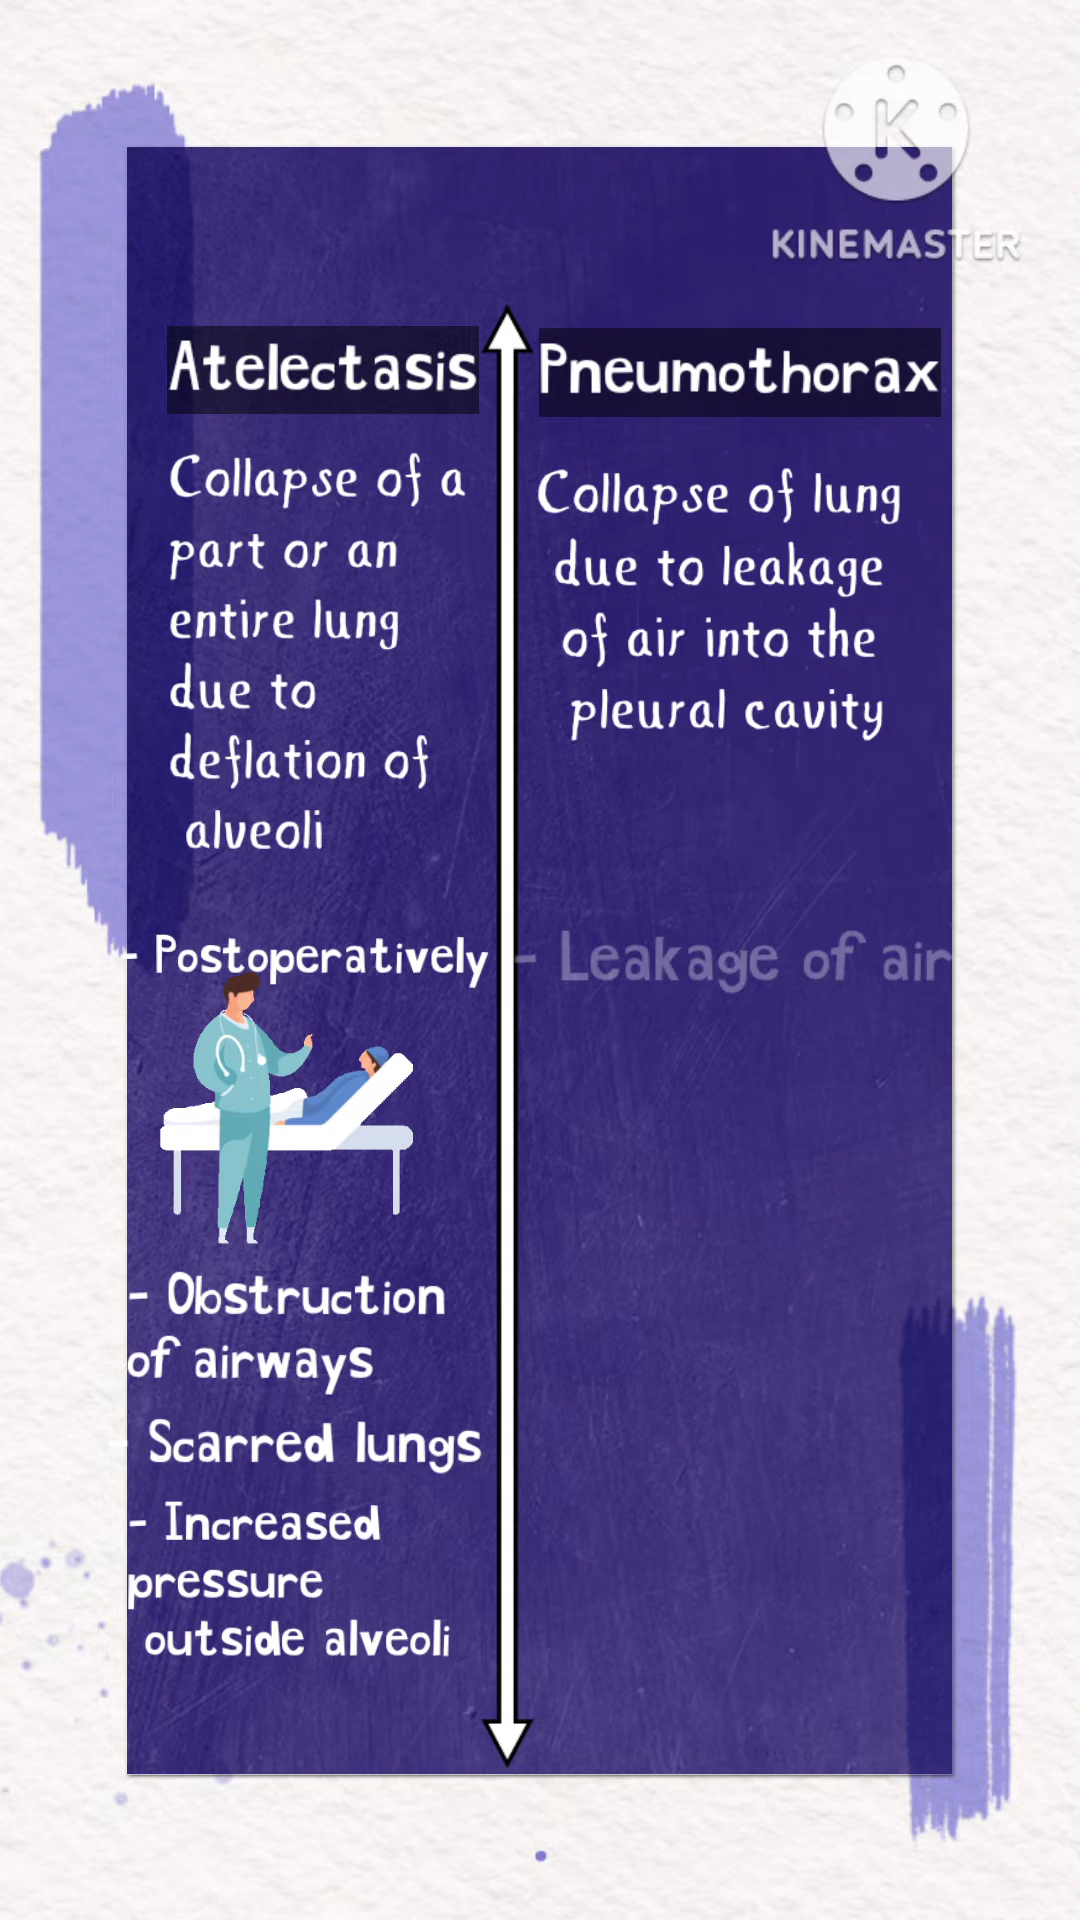 K
KINEMASTER
Atelectasis
Collapse of a
part or an
entire lung
due to
deflation of
alveoli
- Postoperatively
- Obstruction
of airways
- Scarred lungs
- Increased
pressure
outside alveoli
Pneumothorax
Collapse of lung
due to leakage
of air into the
pleural cavity
- Leakage of air